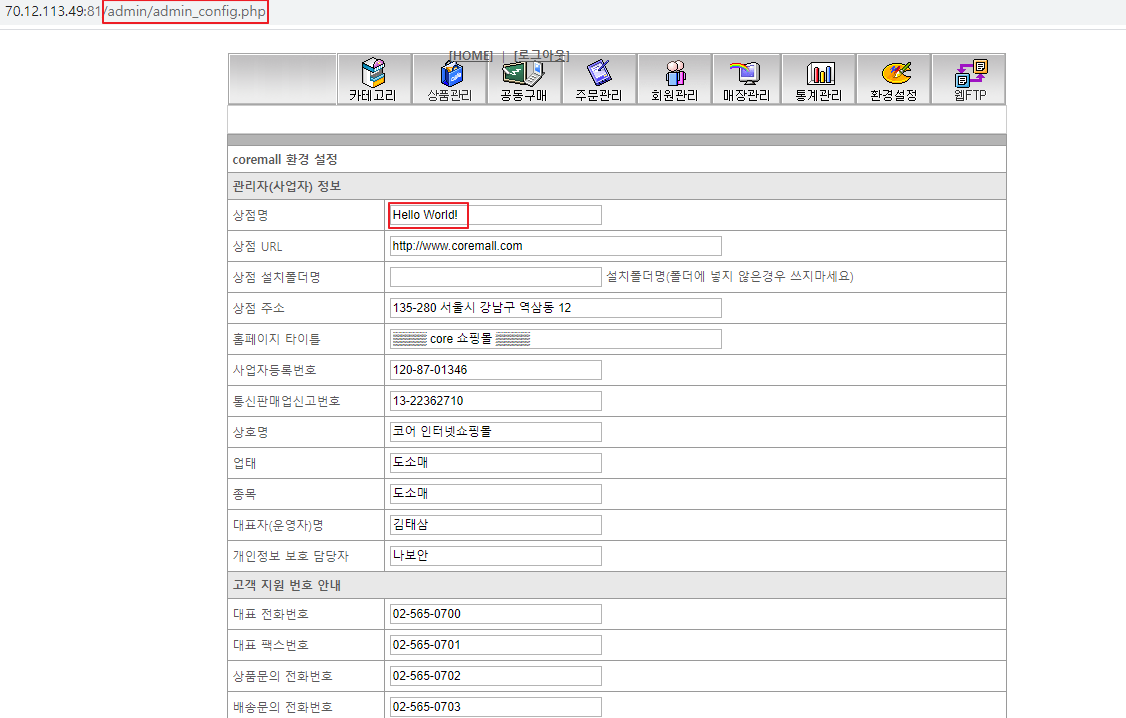 70.12.113.49:81/admin/admin_config.php
[HOME] | [로그아웃]
카테고리 상품관리 공동구매 주문관리 회원관리 매장관리 통계관리 환경설정 웹FTP
coremall 환경 설정
관리자(사업자) 정보
상점명 Hello World!
상점 URL http://www.coremall.com
상점 설치폴더명 설치폴더명(폴더에 넣지 않은경우 쓰지마세요)
상점 주소 135-280 서울시 강남구 역삼동 12
홈페이지 타이틀 ▒▒▒▒ core 쇼핑몰 ▒▒▒▒
사업자등록번호 120-87-01346
통신판매업신고번호 13-22362710
상호명 코어 인터넷쇼핑몰
업태 도소매
종목 도소매
대표자(운영자)명 김태삼
개인정보 보호 담당자 나보안
고객 지원 번호 안내
대표 전화번호 02-565-0700
대표 팩스번호 02-565-0701
상품문의 전화번호 02-565-0702
배송문의 전화번호 02-565-0703